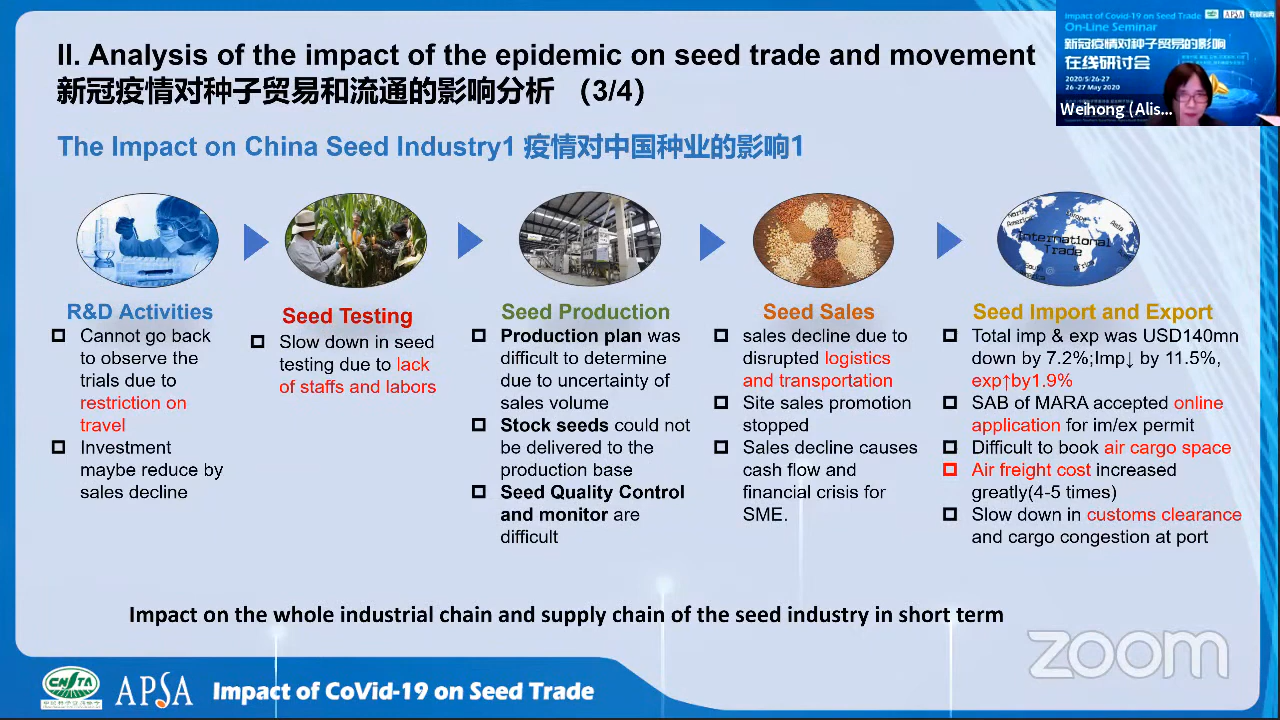 II. Analysis of the impact of the epidemic on seed trade and movement
新冠疫情对种子贸易和流通的影响分析 (3/4)
The Impact on China Seed Industry1 疫情对中国种业的影响1
Impact of Covid-19 on Seed Trade
APSA
On-Line Seminar
新冠疫情对种子贸易的影响
在线研讨会
2020/5/26-27
26-27 May 2020
Weihong (Alis...
R&D Activities
Cannot go back
to observe the
trials due to
restriction on
travel
Investment
maybe reduce by
sales decline
Seed Testing
Slow down in seed
testing due to lack
of staffs and labors
Seed Production
Production plan was
difficult to determine
due to uncertainty of
sales volume
Stock seeds could not
be delivered to the
production base
Seed Quality Control
and monitor are
difficult
Seed Sales
sales decline due to
disrupted logistics
and transportation
Site sales promotion
stopped
Sales decline causes
cash flow and
financial crisis for
SME.
North
American
Europe
Asia
International
Trade
Africa
Seed Import and Export
Total imp & exp was USD140mn
down by 7.2%;Imp↓ by 11.5%,
exp↑by1.9%
SAB of MARA accepted online
application for im/ex permit
Difficult to book air cargo space
Air freight cost increased
greatly(4-5 times)
Slow down in customs clearance
and cargo congestion at port
Impact on the whole industrial chain and supply chain of the seed industry in short term
zoom
CNSTA
APSA
Impact of CoVid-19 on Seed Trade